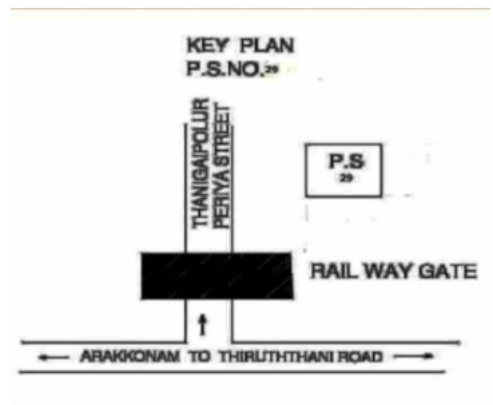 KEY PLAN
P.S.NO.29
THANIGAIPOLUR
PERIYA STREET
P.S
29
RAIL WAY GATE
ARAKKONAM TO THIRUTHTHANI ROAD